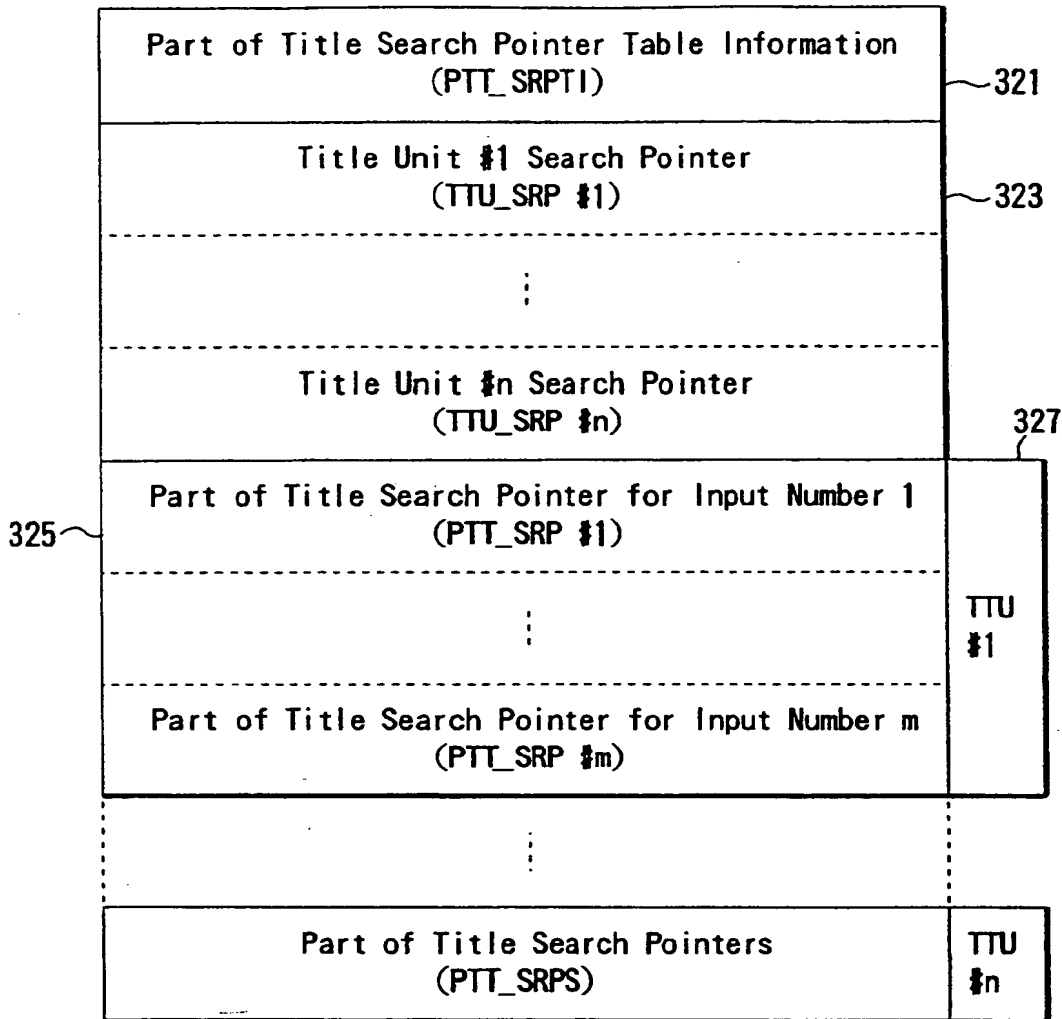 Part of Title Search Pointer Table Information
(PTT_SRPTI)
321
Title Unit #1 Search Pointer
(TTU_SRP #1)
323
Title Unit #n Search Pointer
(TTU_SRP #n)
327
Part of Title Search Pointer for Input Number 1
(PTT_SRP #1)
325
TTU
#1
Part of Title Search Pointer for Input Number m
(PTT_SRP #m)
Part of Title Search Pointers
(PTT_SRPS)
TTU
#n